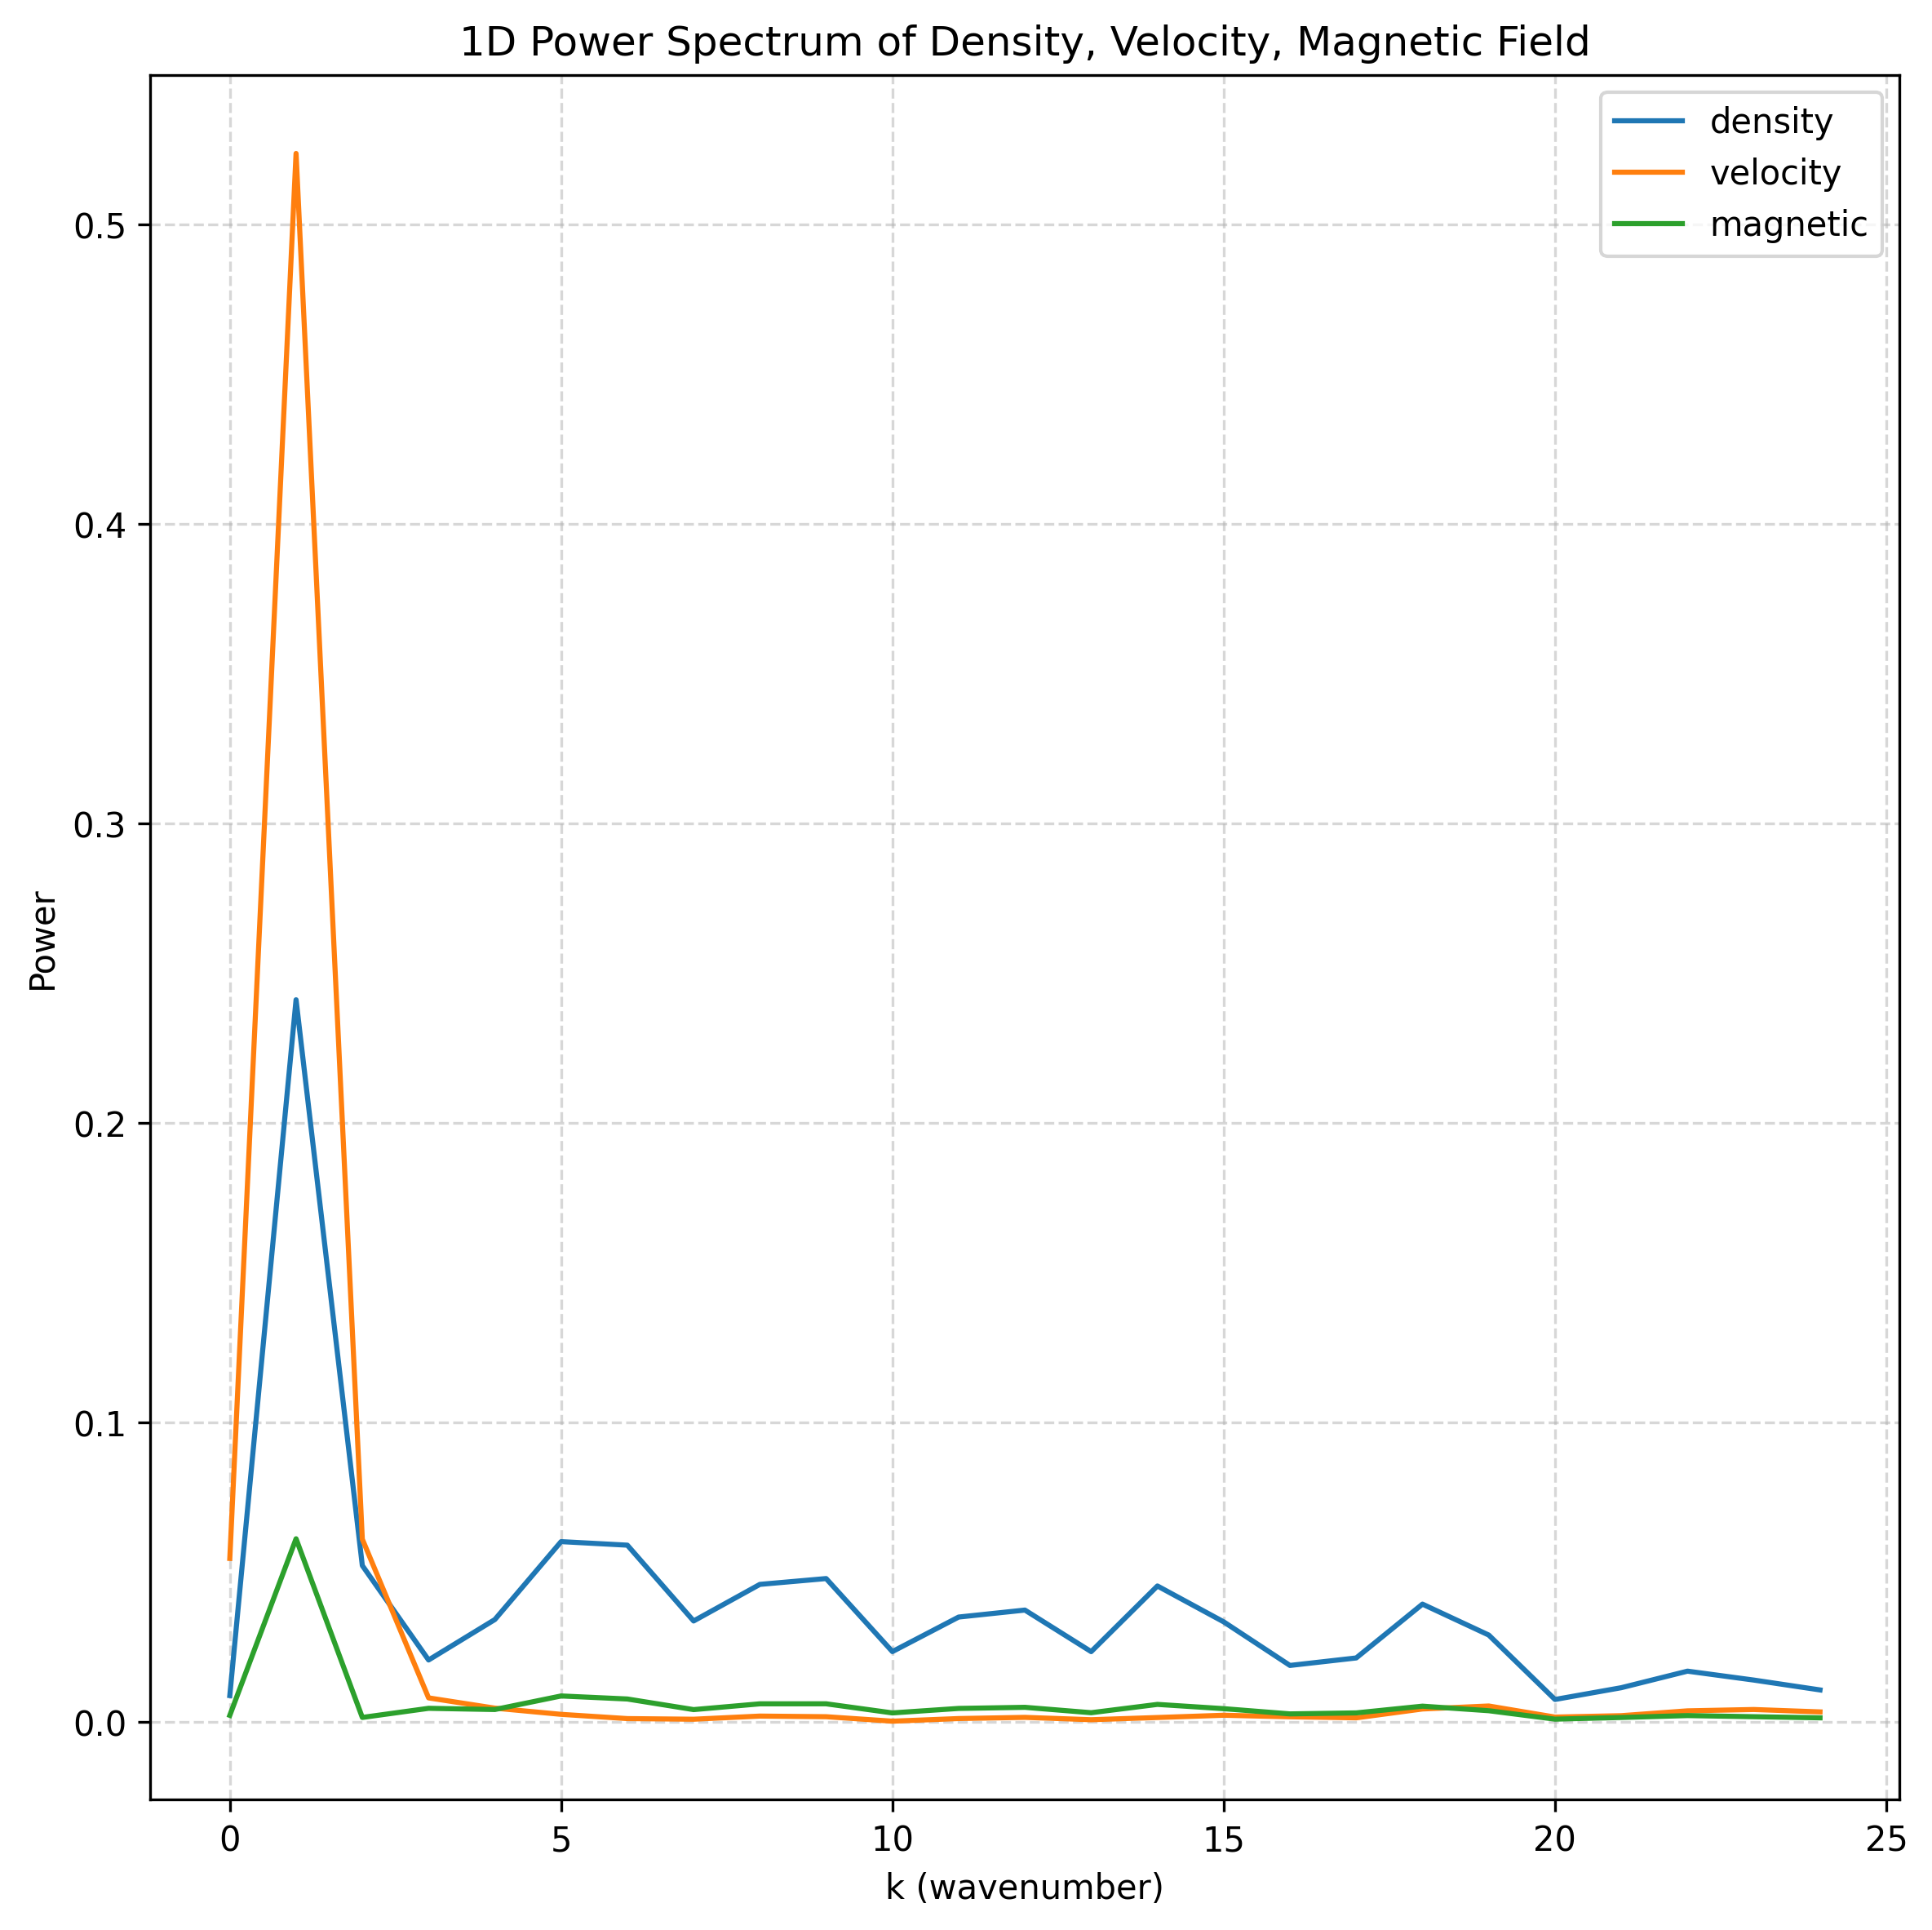 1D Power Spectrum of Density, Velocity, Magnetic Field
density
velocity
magnetic
0.5
0.4
0.3
0.2
0.1
0.0
Power
0 5 10 15 20 25
k (wavenumber)